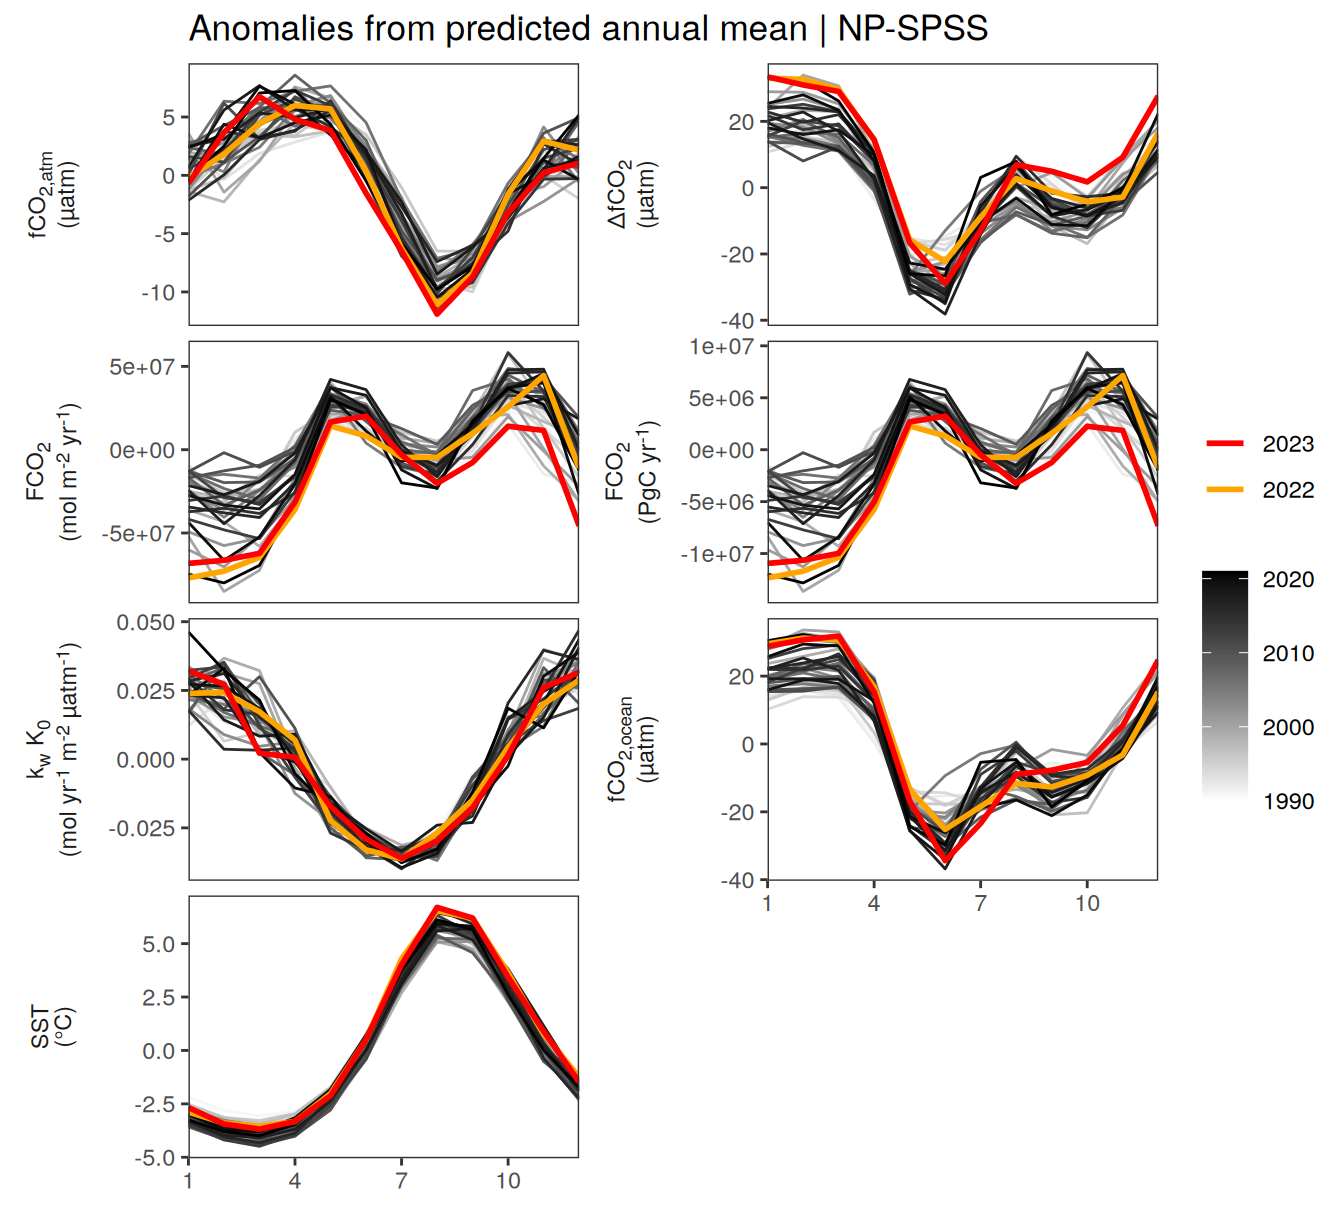 Anomalies from predicted annual mean | NP-SPSS
fCO2,atm
(µatm)
5
0
-5
-10
ΔfCO2
(µatm)
20
0
-20
-40
FCO2
(mol m-2 yr-1)
5e+07
0e+00
-5e+07
FCO2
(PgC yr-1)
1e+07
5e+06
0e+00
-5e+06
-1e+07
kw K0
(mol yr-1 m-2 µatm-1)
0.050
0.025
0.000
-0.025
fCO2,ocean
(µatm)
20
0
-20
-40
1 4 7 10
SST
(°C)
5.0
2.5
0.0
-2.5
-5.0
1 4 7 10
2023
2022
2020
2010
2000
1990